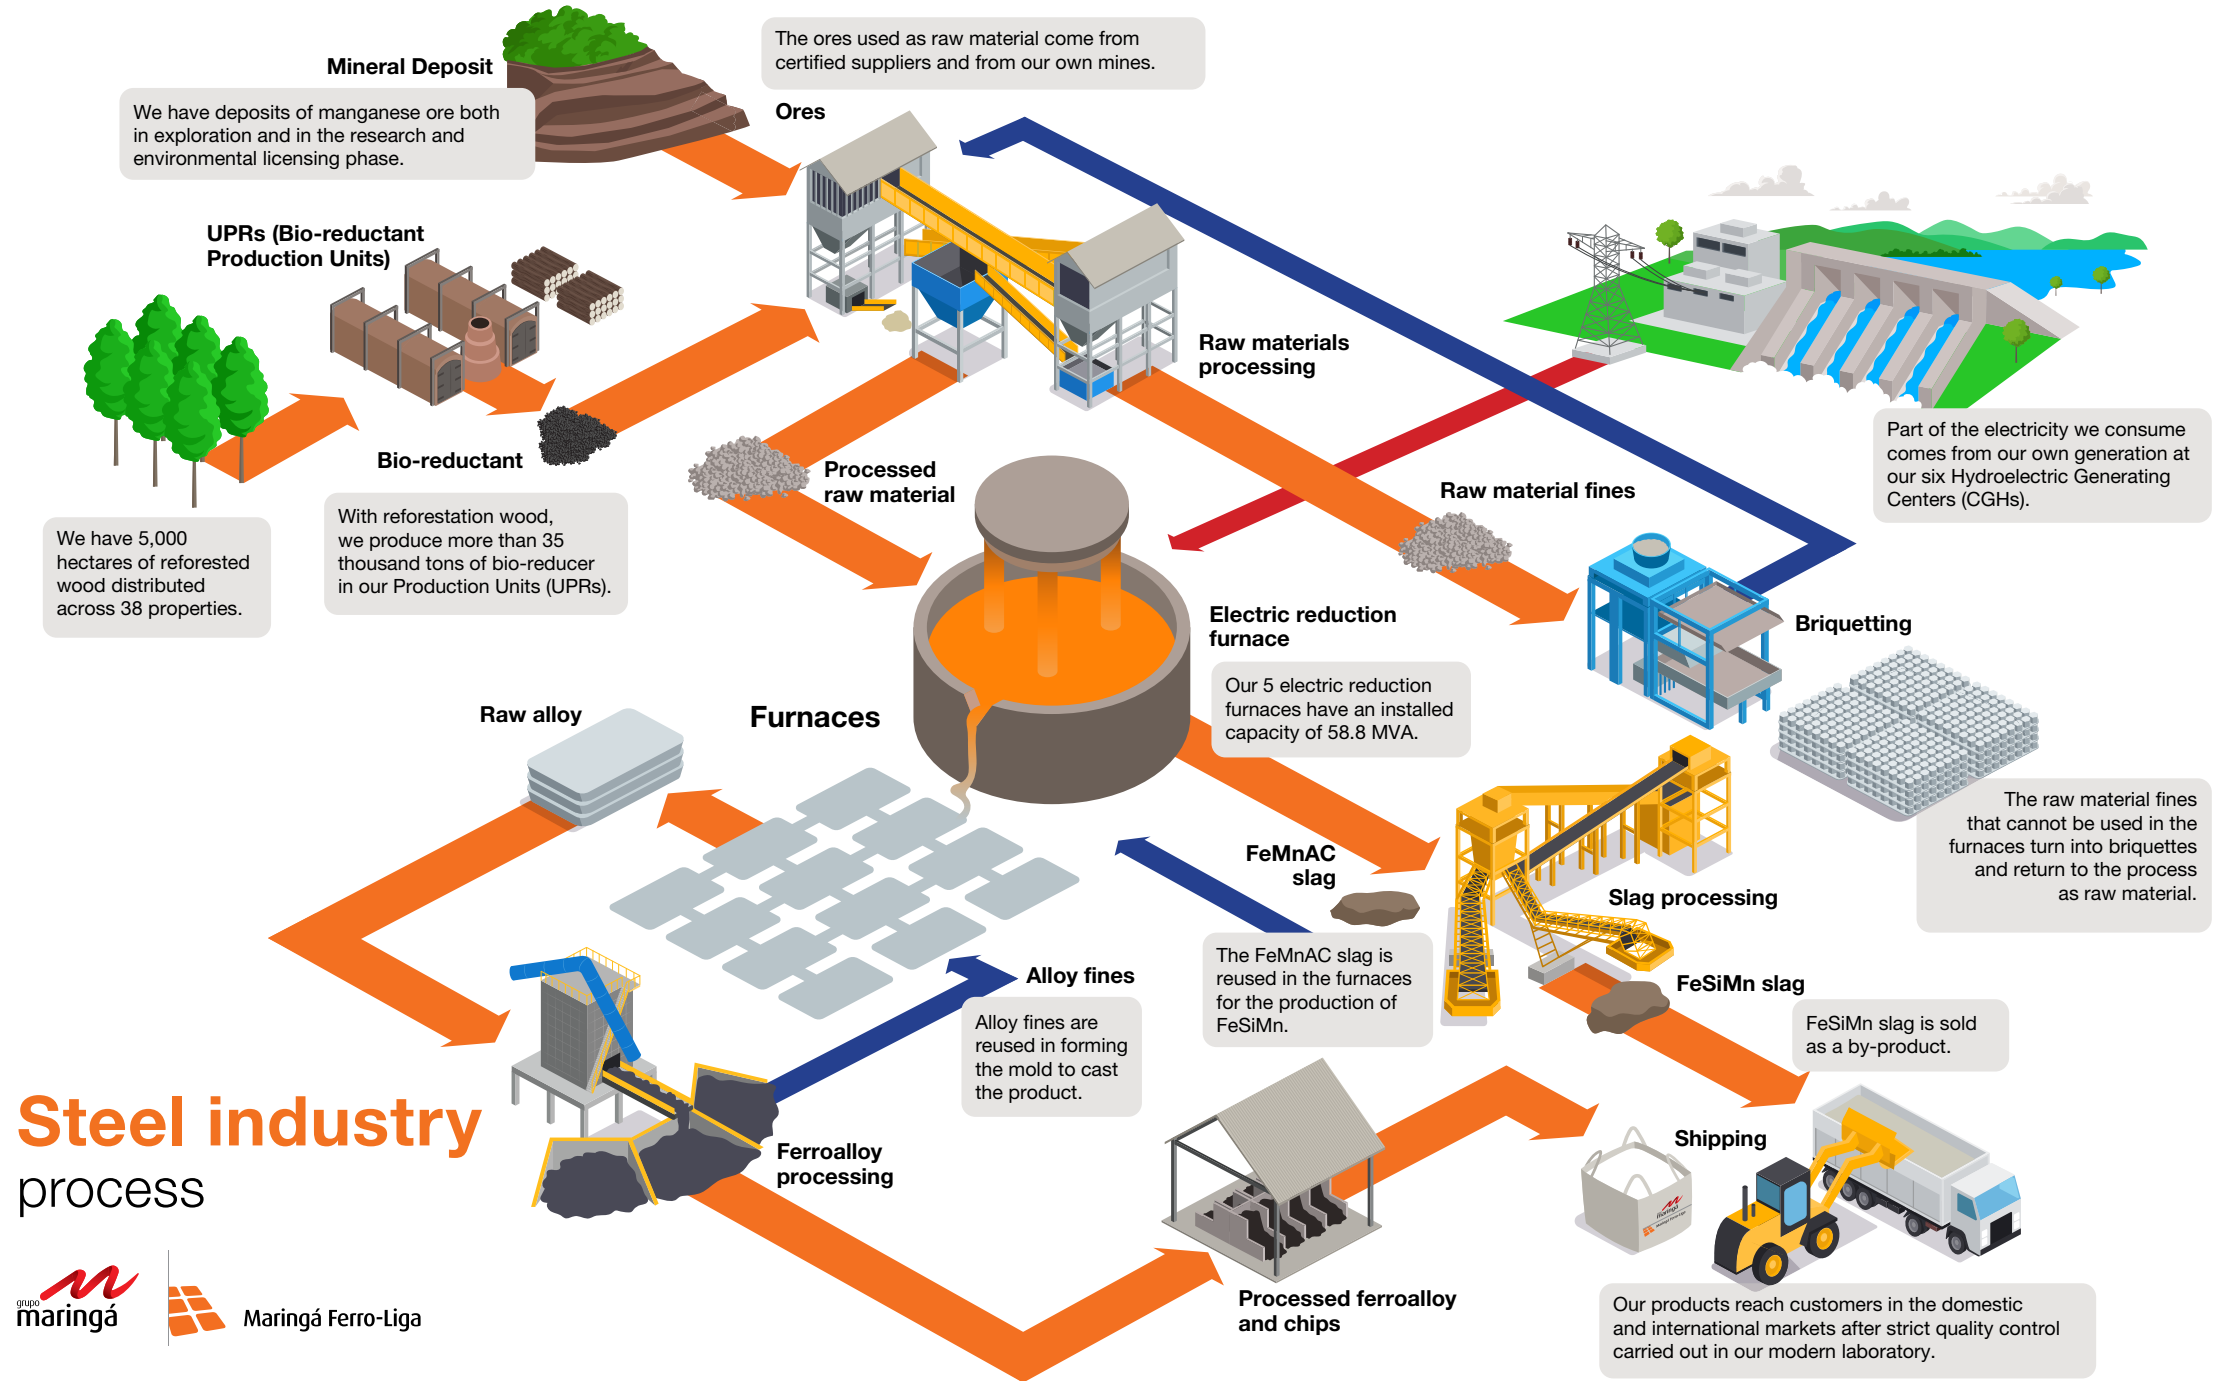 Mineral Deposit
We have deposits of manganese ore both
in exploration and in the research and
environmental licensing phase.
The ores used as raw material come from
certified suppliers and from our own mines.
Ores
UPRs (Bio-reductant
Production Units)
Bio-reductant
We have 5,000
hectares of reforested
wood distributed
across 38 properties.
With reforestation wood,
we produce more than 35
thousand tons of bio-reducer
in our Production Units (UPRs).
Raw materials
processing
Processed
raw material
Raw material fines
Part of the electricity we consume
comes from our own generation at
our six Hydroelectric Generating
Centers (CGHs).
Electric reduction
furnace
Our 5 electric reduction
furnaces have an installed
capacity of 58.8 MVA.
Briquetting
The raw material fines
that cannot be used in the
furnaces turn into briquettes
and return to the process
as raw material.
Raw alloy
Furnaces
FeMnAC
slag
Slag processing
The FeMnAC slag is
reused in the furnaces
for the production of
FeSiMn.
FeSiMn slag
FeSiMn slag is sold
as a by-product.
Alloy fines
Alloy fines are
reused in forming
the mold to cast
the product.
Ferroalloy
processing
Processed ferroalloy
and chips
Shipping
maringá
Maringá Ferro-Liga
Our products reach customers in the domestic
and international markets after strict quality control
carried out in our modern laboratory.
Steel industry
process
grupo
maringá
Maringá Ferro-Liga